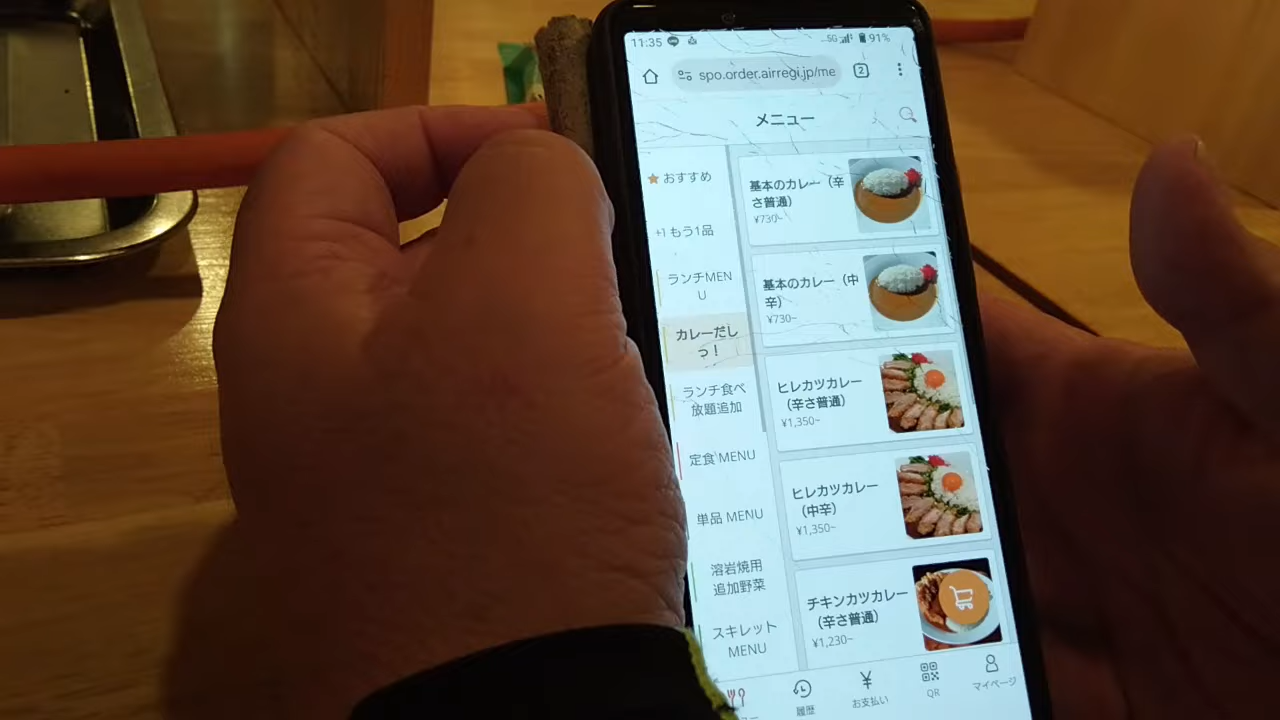 11:35
5G 91%
spo.order.airregi.jp/me
2
メニュー
おすすめ
+1 もう1品
ランチMEN
U
カレーだし
っ！
ランチ食べ
放題追加
定食 MENU
単品 MENU
溶岩焼用
追加野菜
スキレット
MENU
基本のカレー（辛
さ普通）
¥730~
基本のカレー（中
辛）
¥730~
ヒレカツカレー
（辛さ普通）
¥1,350~
ヒレカツカレー
（中辛）
¥1,350~
チキンカツカレー
（辛さ普通）
¥1,230~
ュー
履歴
お支払い
QR
マイページ